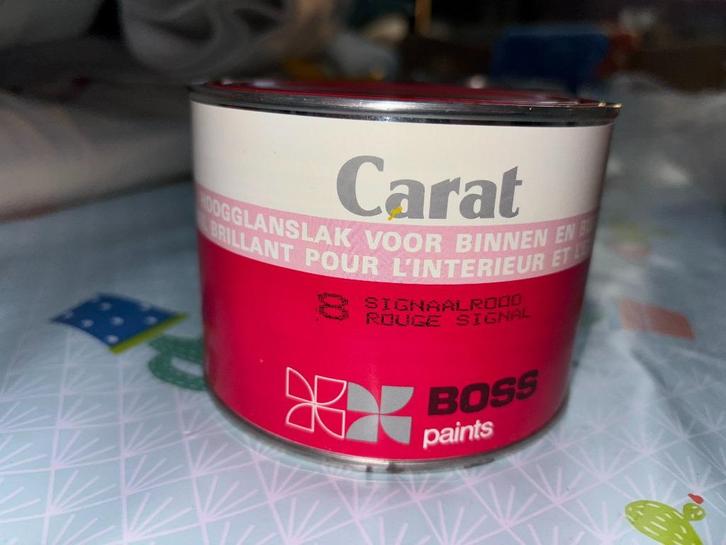 Carat
HOOGGLANSLAK VOOR BINNEN EN
BRILLANT POUR L'INTERIEUR ET
8 SIGNAALROOD
ROUGE SIGNAL
BOSS
paints